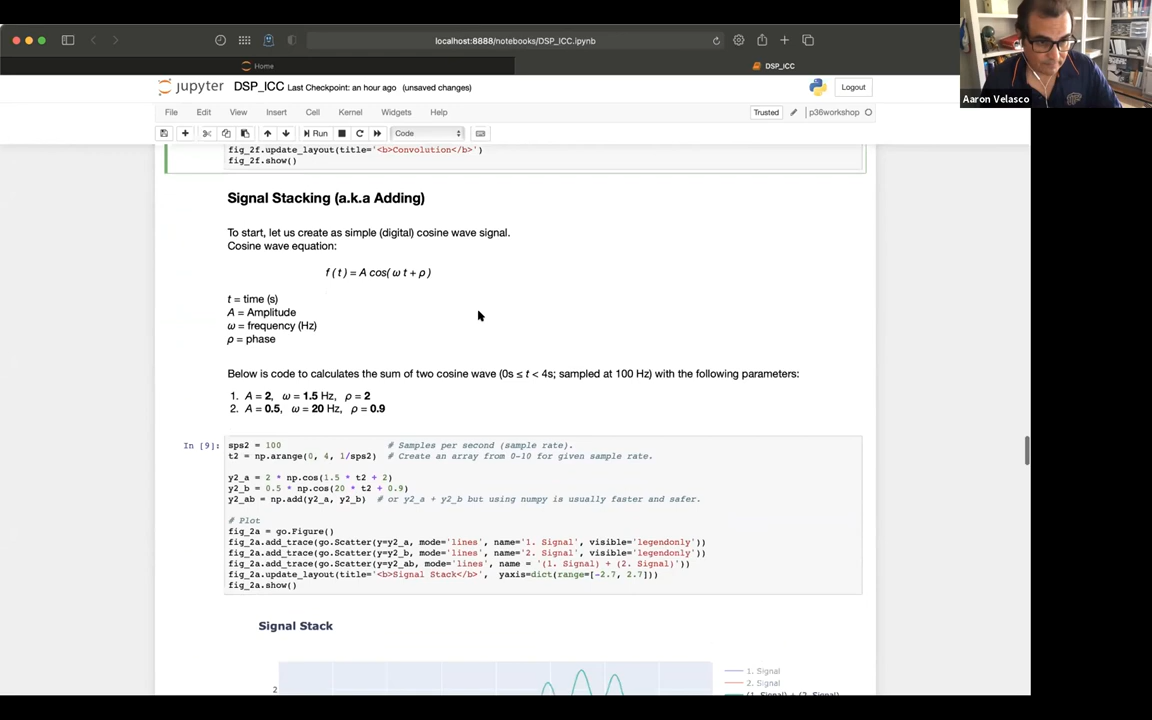 localhost:8888/notebooks/DSP_ICC.ipynb
Home
DSP_ICC
Aaron Velasco
jupyter DSP_ICC Last Checkpoint: an hour ago (unsaved changes)
Logout
File Edit View Insert Cell Kernel Widgets Help
Trusted p36workshop
Run Code
fig_2f.update_layout(title='<b>Convolution</b>')
fig_2f.show()
Signal Stacking (a.k.a Adding)
To start, let us create as simple (digital) cosine wave signal.
Cosine wave equation:
f ( t ) = A cos( ω t + ρ )
t = time (s)
A = Amplitude
ω = frequency (Hz)
ρ = phase
Below is code to calculates the sum of two cosine wave (0s ≤ t < 4s; sampled at 100 Hz) with the following parameters:
1. A = 2, ω = 1.5 Hz, ρ = 2
2. A = 0.5, ω = 20 Hz, ρ = 0.9
In [9]: sps2 = 100 # Samples per second (sample rate).
t2 = np.arange(0, 4, 1/sps2) # Create an array from 0-10 for given sample rate.
y2_a = 2 * np.cos(1.5 * t2 + 2)
y2_b = 0.5 * np.cos(20 * t2 + 0.9)
y2_ab = np.add(y2_a, y2_b) # or y2_a + y2_b but using numpy is usually faster and safer.
# Plot
fig_2a = go.Figure()
fig_2a.add_trace(go.Scatter(y=y2_a, mode='lines', name='1. Signal', visible='legendonly'))
fig_2a.add_trace(go.Scatter(y=y2_b, mode='lines', name='2. Signal', visible='legendonly'))
fig_2a.add_trace(go.Scatter(y=y2_ab, mode='lines', name = '(1. Signal) + (2. Signal)'))
fig_2a.update_layout(title='<b>Signal Stack</b>', yaxis=dict(range=[-2.7, 2.7]))
fig_2a.show()
Signal Stack
1. Signal
2. Signal
2
(1. Signal) + (2. Signal)